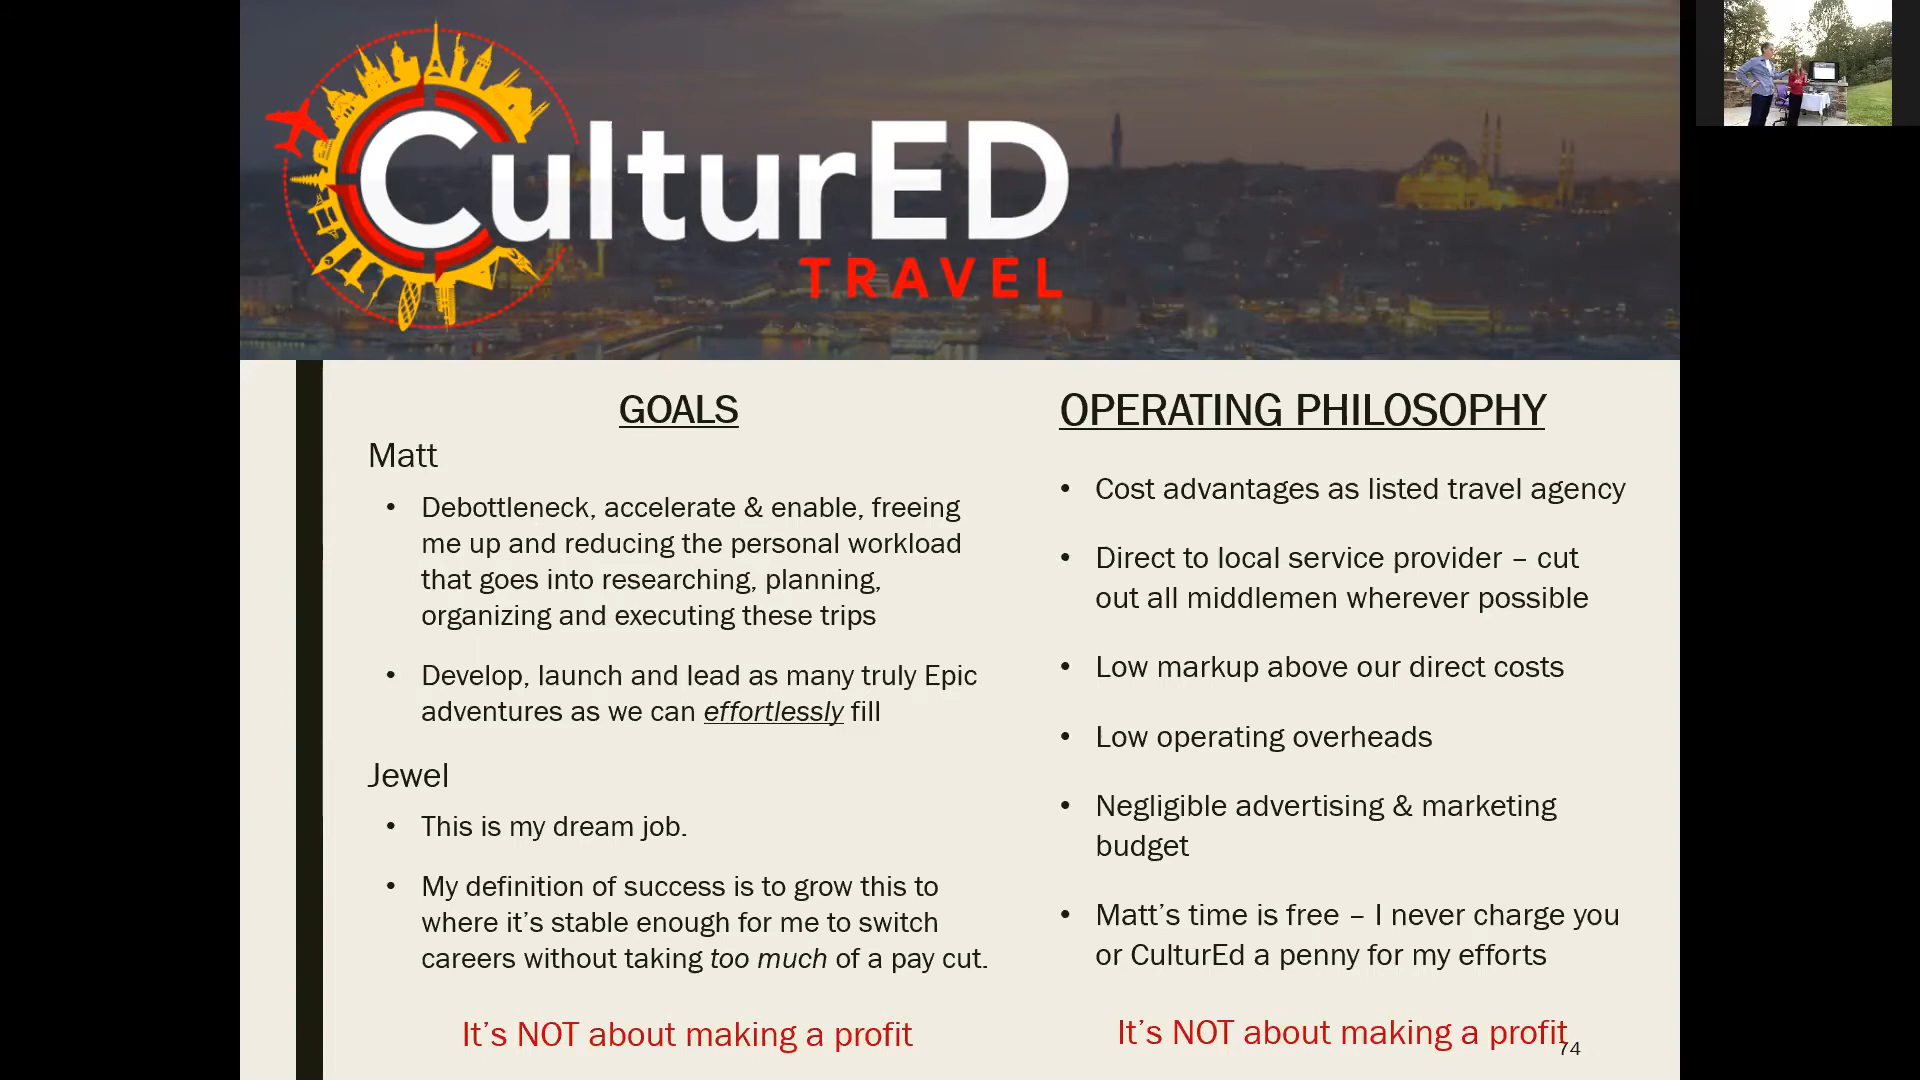 CulturED
TRAVEL
GOALS
Matt
• Debottleneck, accelerate & enable, freeing
me up and reducing the personal workload
that goes into researching, planning,
organizing and executing these trips
• Develop, launch and lead as many truly Epic
adventures as we can effortlessly fill
Jewel
• This is my dream job.
• My definition of success is to grow this to
where it’s stable enough for me to switch
careers without taking too much of a pay cut.
It’s NOT about making a profit
OPERATING PHILOSOPHY
• Cost advantages as listed travel agency
• Direct to local service provider – cut
out all middlemen wherever possible
• Low markup above our direct costs
• Low operating overheads
• Negligible advertising & marketing
budget
• Matt’s time is free – I never charge you
or CulturEd a penny for my efforts
It’s NOT about making a profit
74